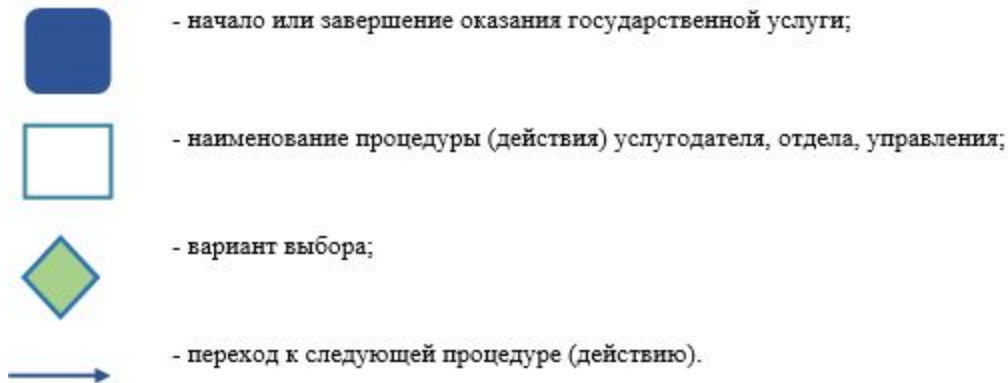 - начало или завершение оказания государственной услуги;
- наименование процедуры (действия) услугодателя, отдела, управления;
- вариант выбора;
- переход к следующей процедуре (действию).